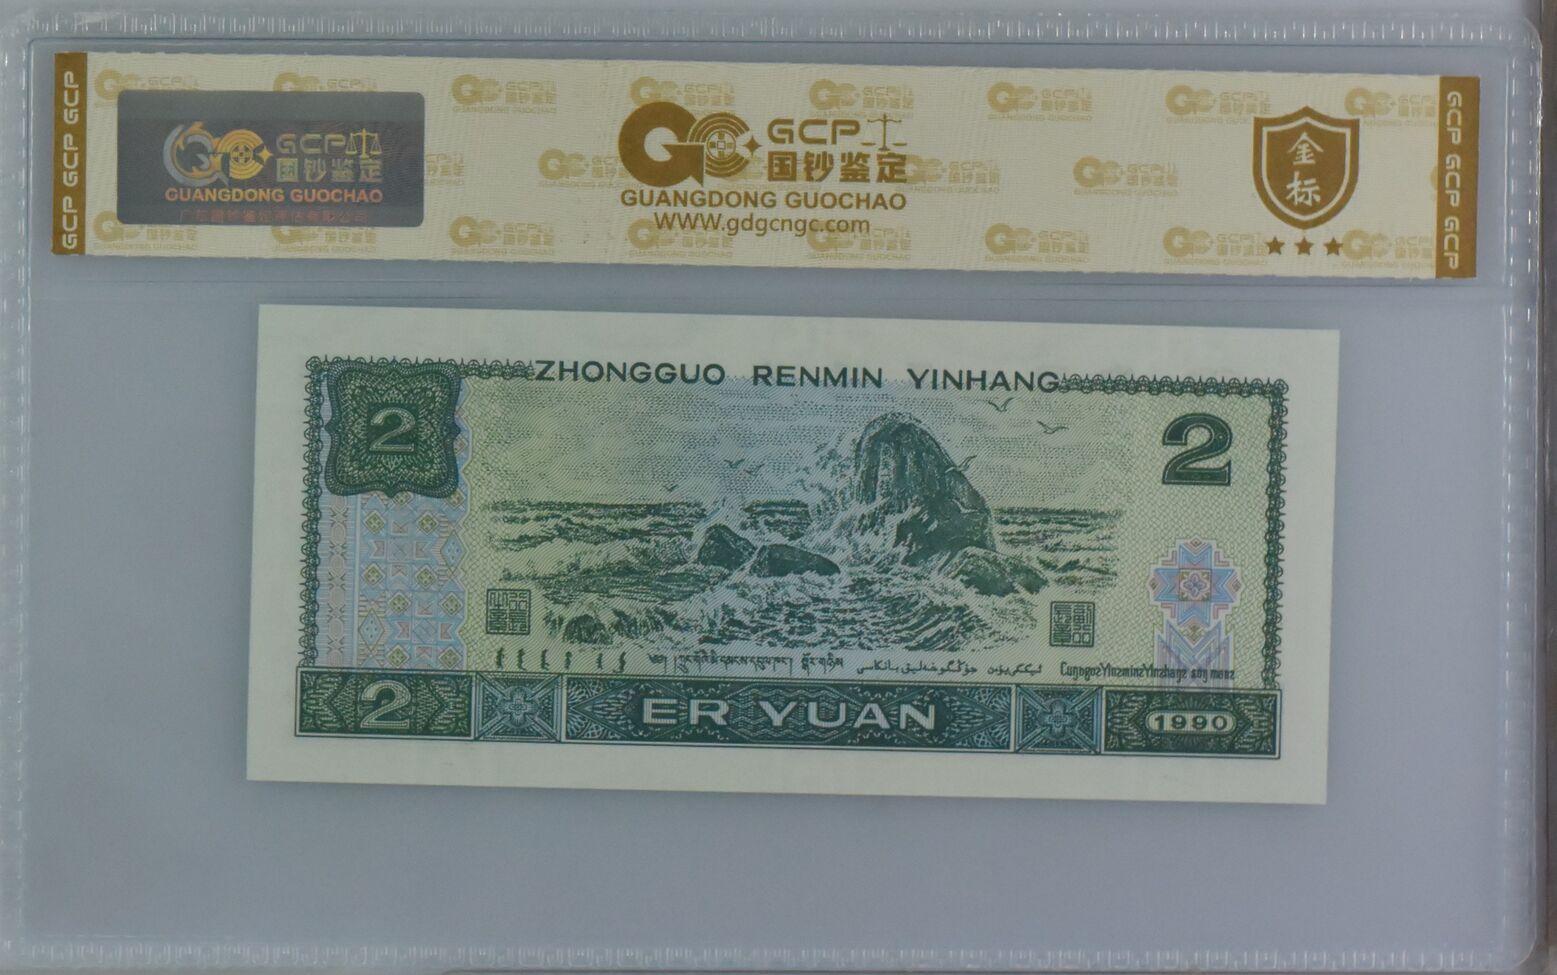 GCP GCP GCP
GCP
国钞鉴定
GUANGDONG GUOCHAO
GCP
国钞鉴定
GUANGDONG GUOCHAO
WWW.gdgcngc.com
金标
GCP GCP GCP
ZHONGGUO RENMIN YINHANG
2
2
2
ER YUAN
1990